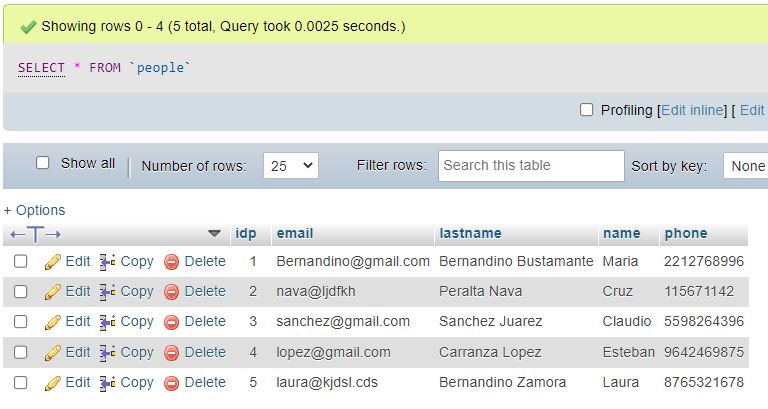 Showing rows 0 - 4 (5 total, Query took 0.0025 seconds.)
SELECT * FROM `people`
Profiling [Edit inline] [ Edit
Show all Number of rows: 25 Filter rows: Search this table Sort by key: None
+ Options
idp email lastname name phone
Edit Copy Delete 1 Bernandino@gmail.com Bernandino Bustamante Maria 2212768996
Edit Copy Delete 2 nava@ljdfkh Peralta Nava Cruz 115671142
Edit Copy Delete 3 sanchez@gmail.com Sanchez Juarez Claudio 5598264396
Edit Copy Delete 4 lopez@gmail.com Carranza Lopez Esteban 9642469875
Edit Copy Delete 5 laura@kjdsl.cds Bernandino Zamora Laura 8765321678